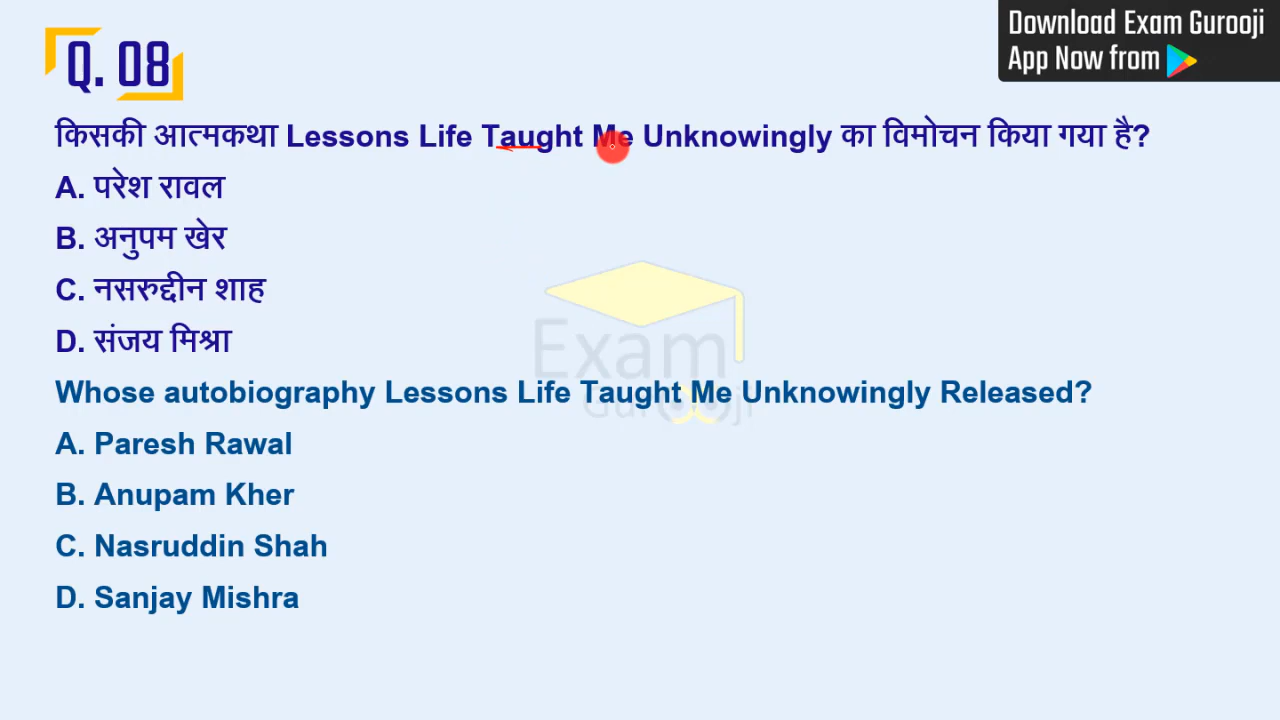 Download Exam Gurooji
App Now from
Q. 08
किसकी आत्मकथा Lessons Life Taught Me Unknowingly का विमोचन किया गया है?
A. परेश रावल
B. अनुपम खेर
C. नसरुद्दीन शाह
D. संजय मिश्रा
Exam
Gurooji
Whose autobiography Lessons Life Taught Me Unknowingly Released?
A. Paresh Rawal
B. Anupam Kher
C. Nasruddin Shah
D. Sanjay Mishra